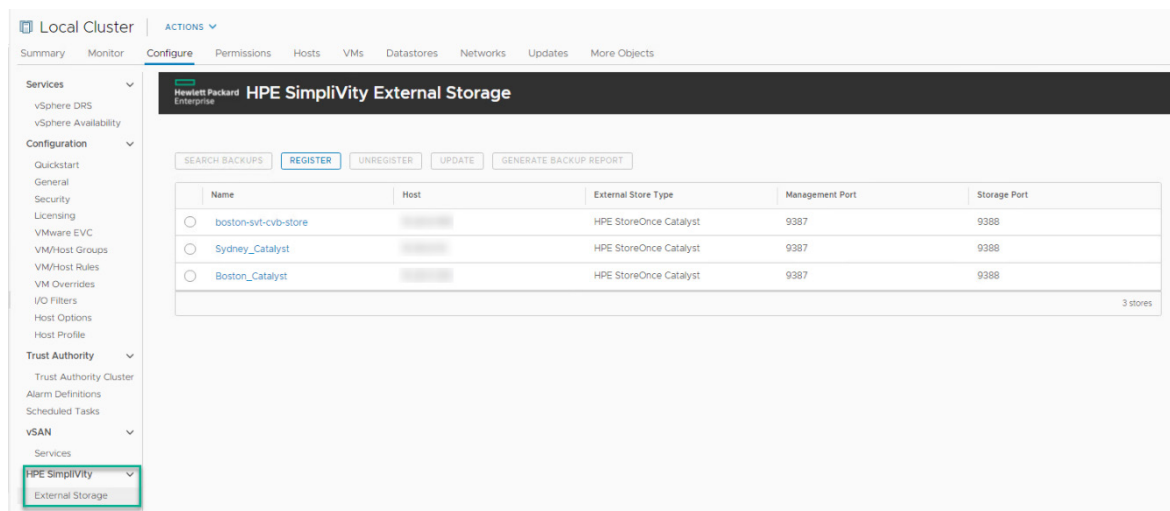 Local Cluster ACTIONS
Summary Monitor Configure Permissions Hosts VMs Datastores Networks Updates More Objects
Services
vSphere DRS
vSphere Availability
Configuration
Quickstart
General
Security
Licensing
VMware EVC
VM/Host Groups
VM/Host Rules
VM Overrides
I/O Filters
Host Options
Host Profile
Trust Authority
Trust Authority Cluster
Alarm Definitions
Scheduled Tasks
vSAN
Services
HPE SimpliVity
External Storage
Hewlett Packard
Enterprise
HPE SimpliVity External Storage
SEARCH BACKUPS REGISTER UNREGISTER UPDATE GENERATE BACKUP REPORT
Name Host External Store Type Management Port Storage Port
boston-svt-cvb-store HPE StoreOnce Catalyst 9387 9388
Sydney_Catalyst HPE StoreOnce Catalyst 9387 9388
Boston_Catalyst HPE StoreOnce Catalyst 9387 9388
3 stores